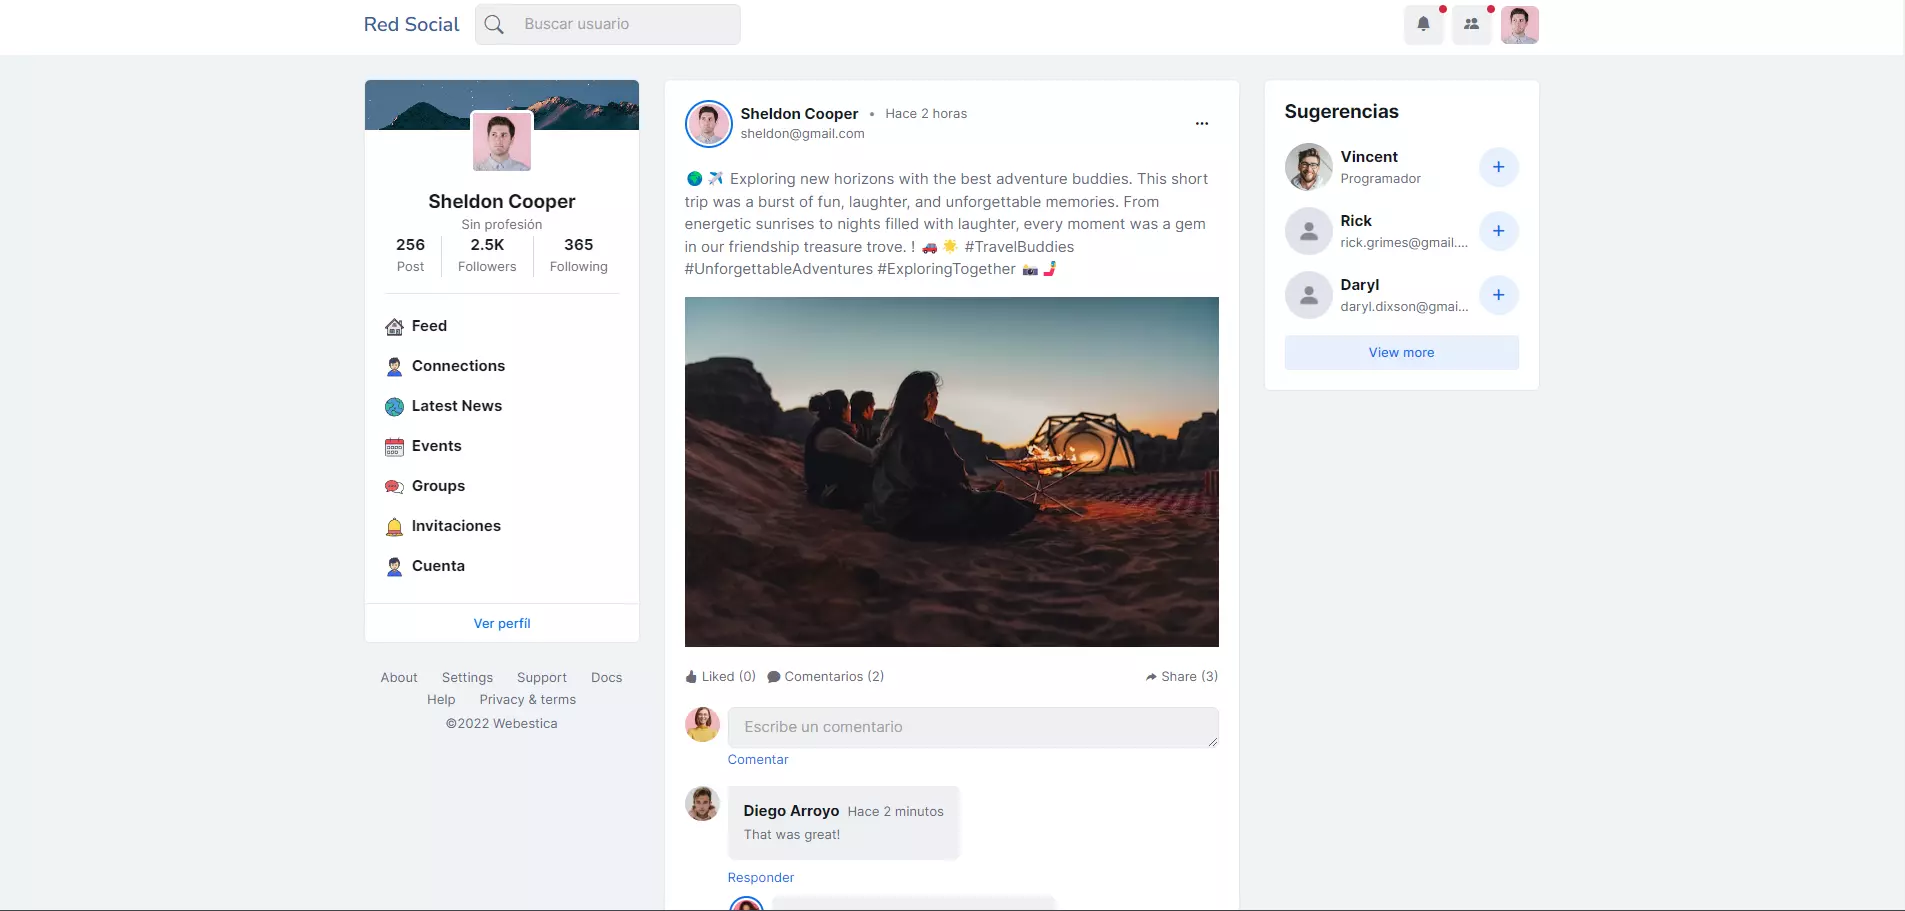 Red Social
Buscar usuario
Sheldon Cooper
Sin profesión
256
Post
2.5K
Followers
365
Following
Feed
Connections
Latest News
Events
Groups
Invitaciones
Cuenta
Ver perfíl
About Settings Support Docs
Help Privacy & terms
©2022 Webestica
Sheldon Cooper • Hace 2 horas
sheldon@gmail.com
🌍 ✈️ Exploring new horizons with the best adventure buddies. This short
trip was a burst of fun, laughter, and unforgettable memories. From
energetic sunrises to nights filled with laughter, every moment was a gem
in our friendship treasure trove. ! 🚗 🌟 #TravelBuddies
#UnforgettableAdventures #ExploringTogether 📸 🤳
Liked (0) Comentarios (2) Share (3)
Escribe un comentario
Comentar
Diego Arroyo Hace 2 minutos
That was great!
Responder
Sugerencias
Vincent
Programador
Rick
rick.grimes@gmail....
Daryl
daryl.dixson@gmai...
View more